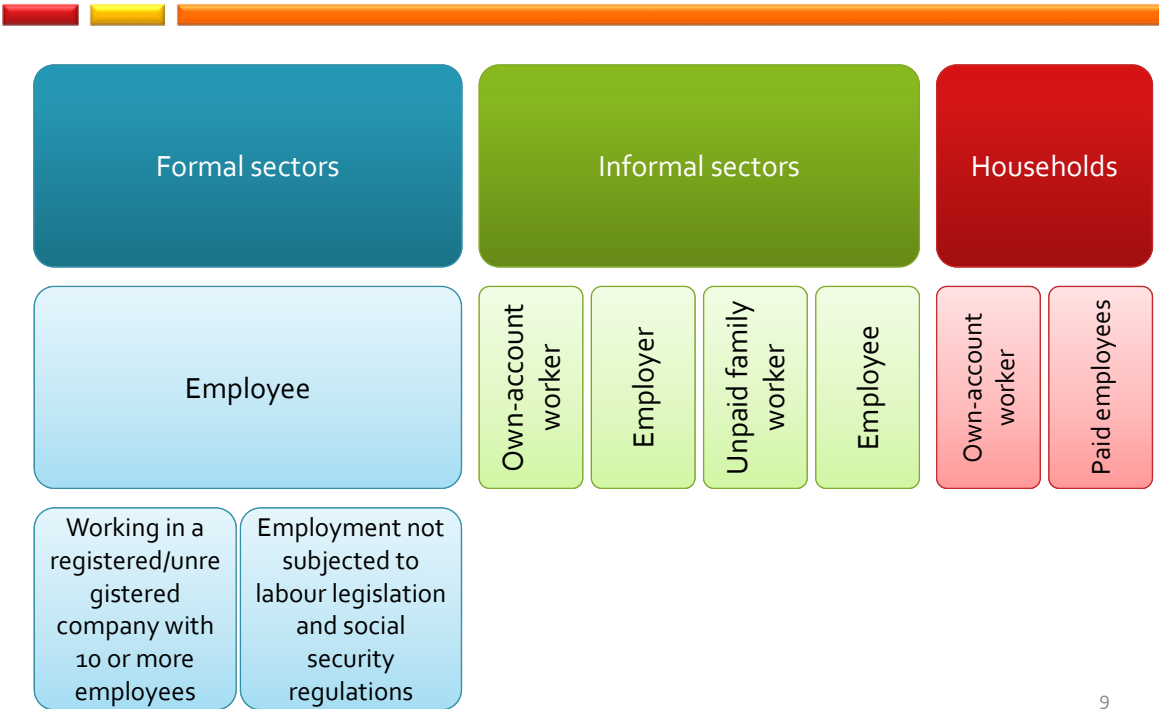 Formal sectors
Informal sectors
Households
Employee
Own-account
worker
Employer
Unpaid family
worker
Employee
Own-account
worker
Paid employees
Working in a
registered/unre
gistered
company with
10 or more
employees
Employment not
subjected to
labour legislation
and social
security
regulations
9